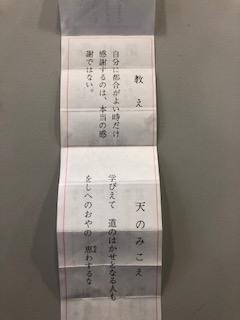 教え
自分に都合がよい時だけ
感謝するのは、本当の感
謝ではない。
天のみこえ
学びえて　道のはかせとなる人も
をしへのおやの　恵わするな